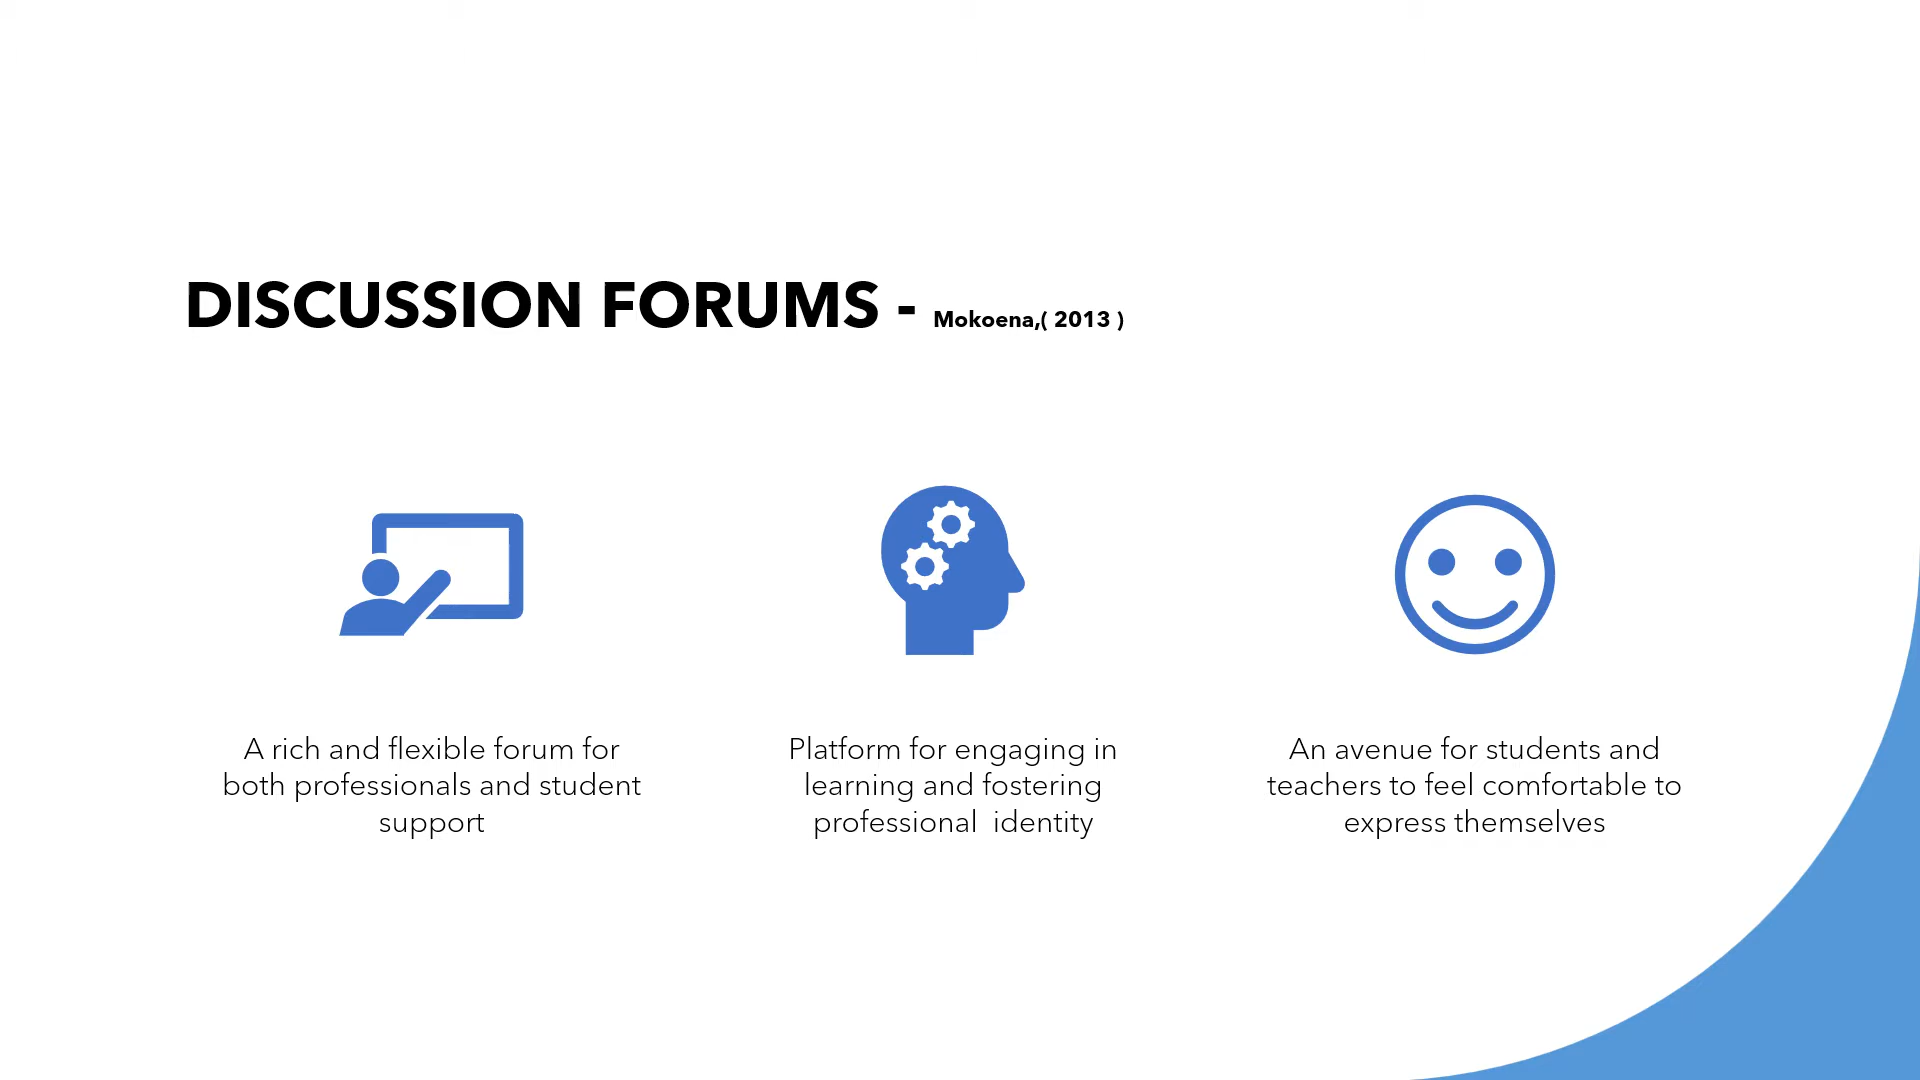 DISCUSSION FORUMS - Mokoena,( 2013 )
A rich and flexible forum for
both professionals and student
support
Platform for engaging in
learning and fostering
professional  identity
An avenue for students and
teachers to feel comfortable to
express themselves